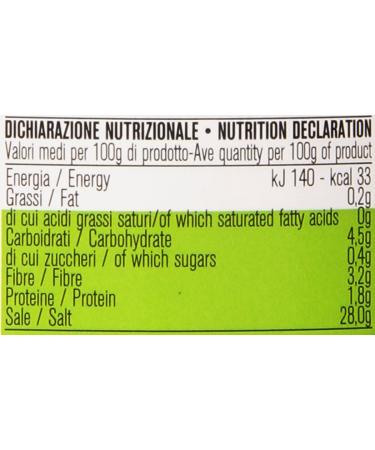 DICHIARAZIONE NUTRIZIONALE • NUTRITION DECLARATION
Valori medi per 100g di prodotto-Ave quantity per 100g of product
Energia / Energy kJ 140 - kcal 33
Grassi / Fat 0,2g
di cui acidi grassi saturi/of which saturated fatty acids 0g
Carboidrati / Carbohydrate 4,5g
di cui zuccheri / of which sugars 0,4g
Fibre / Fibre 3,2g
Proteine / Protein 1,8g
Sale / Salt 28,0g